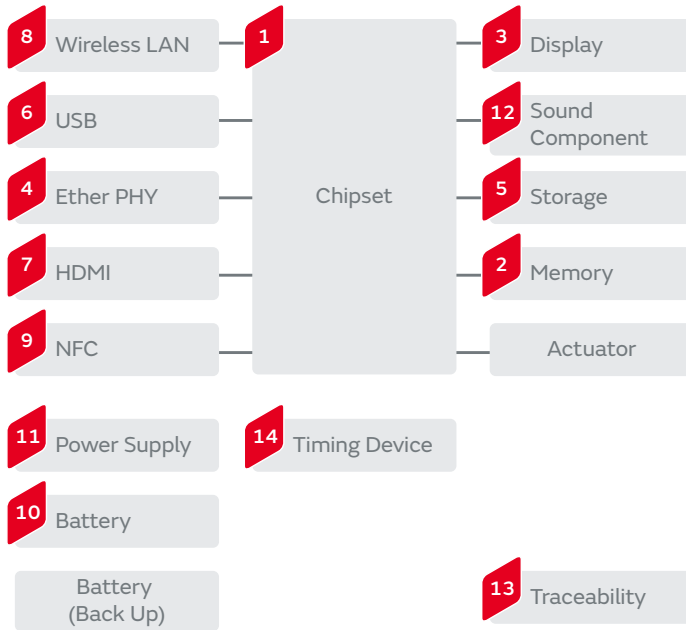 8
Wireless LAN
1
3
Display
6
USB
12
Sound
Component
4
Ether PHY
Chipset
5
Storage
7
HDMI
2
Memory
9
NFC
Actuator
11
Power Supply
14
Timing Device
10
Battery
Battery
(Back Up)
13
Traceability